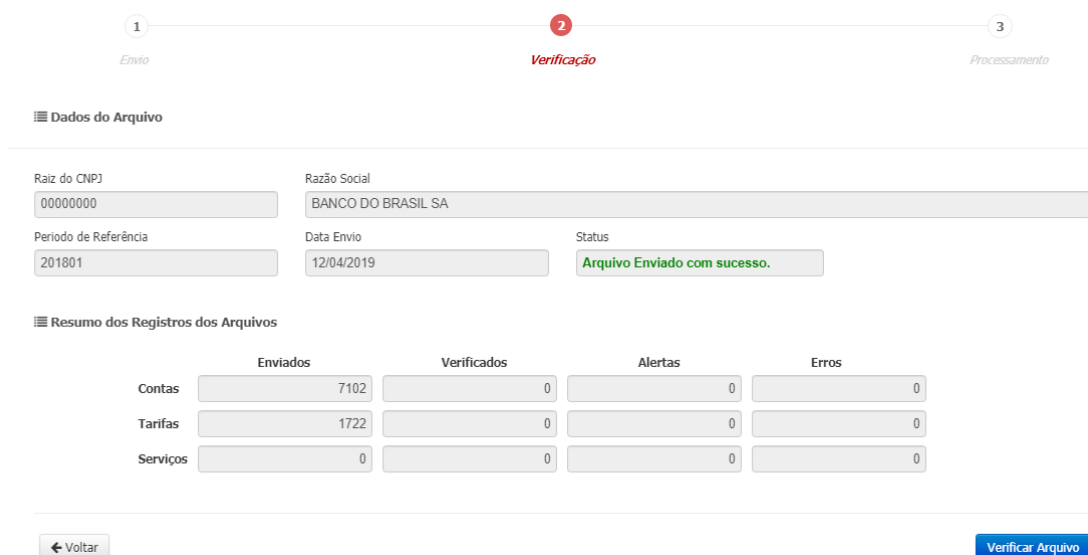 1 2 3
Envio Verificação Processamento
Dados do Arquivo
Raiz do CNPJ Razão Social
00000000 BANCO DO BRASIL SA
Periodo de Referência Data Envio Status
201801 12/04/2019 Arquivo Enviado com sucesso.
Resumo dos Registros dos Arquivos
Enviados Verificados Alertas Erros
Contas 7102 0 0 0
Tarifas 1722 0 0 0
Serviços 0 0 0 0
Voltar Verificar Arquivo